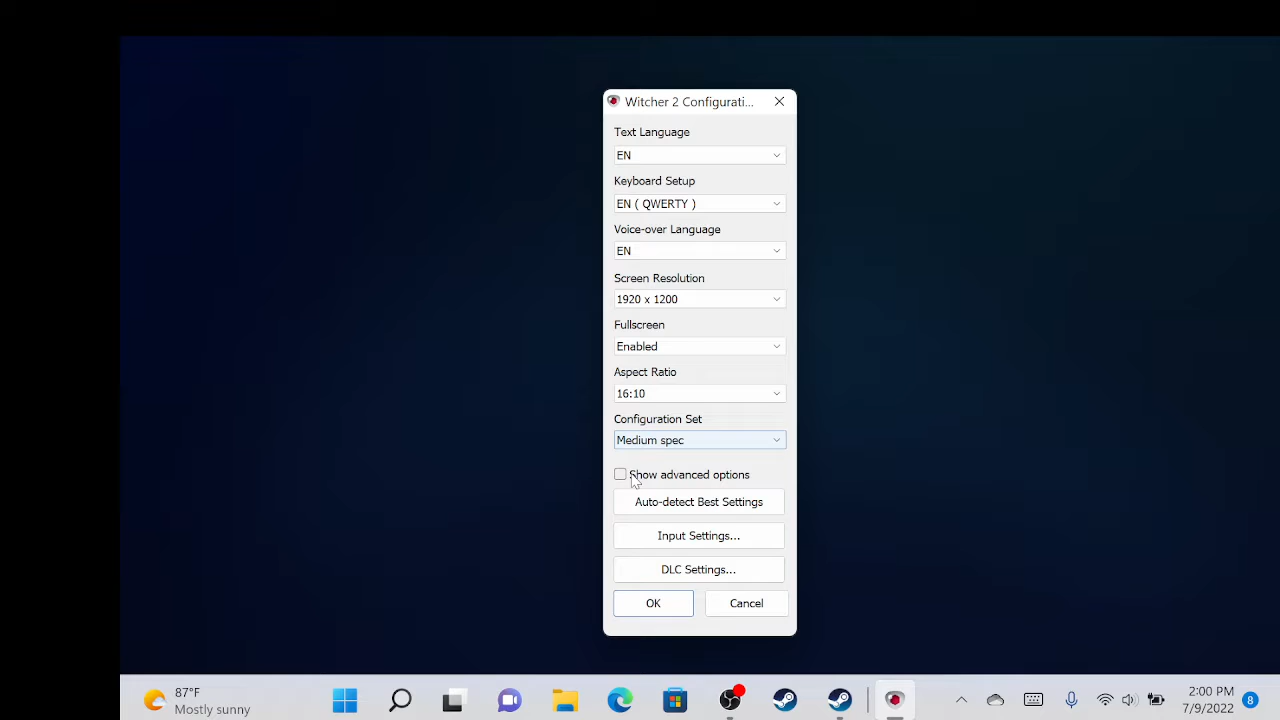 Witcher 2 Configurati...
Text Language
EN
Keyboard Setup
EN ( QWERTY )
Voice-over Language
EN
Screen Resolution
1920 x 1200
Fullscreen
Enabled
Aspect Ratio
16:10
Configuration Set
Medium spec
Show advanced options
Auto-detect Best Settings
Input Settings...
DLC Settings...
OK Cancel
87°F
Mostly sunny
2:00 PM
7/9/2022
8